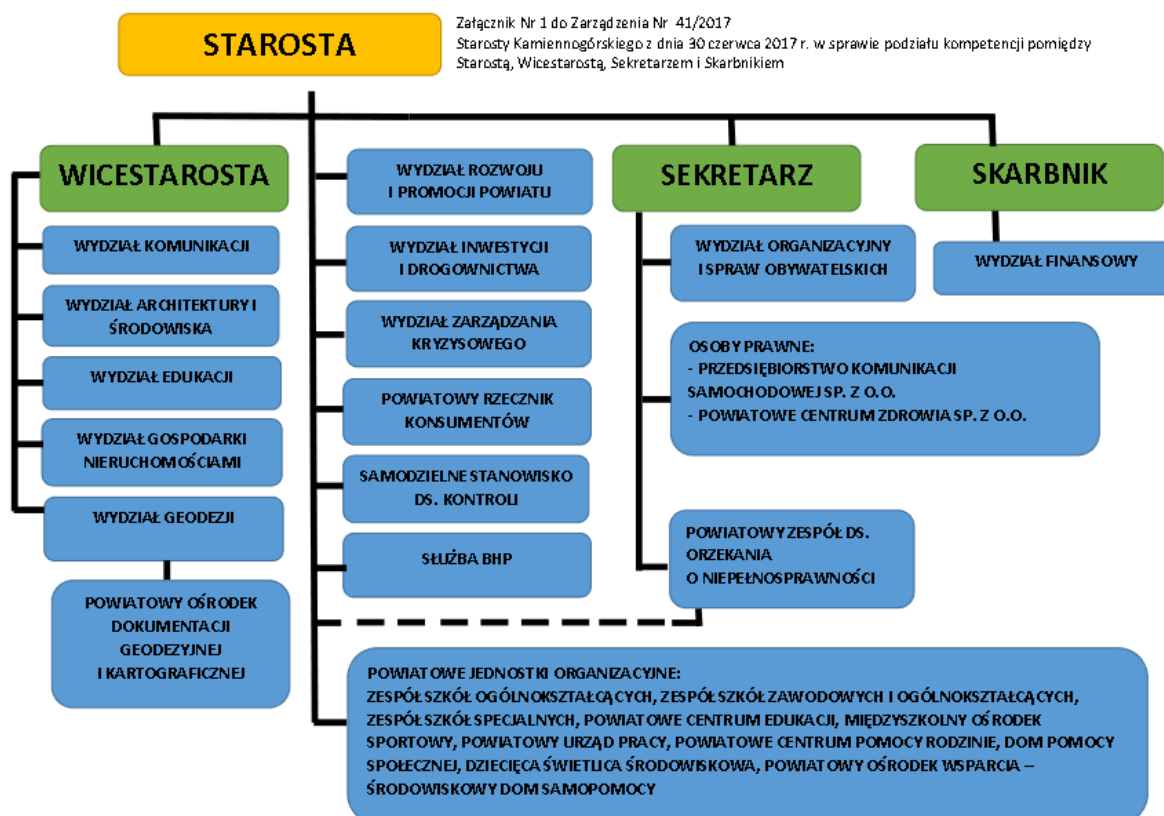 STAROSTA
Załącznik Nr 1 do Zarządzenia Nr 41/2017
Starosty Kamiennogórskiego z dnia 30 czerwca 2017 r. w sprawie podziału kompetencji pomiędzy
Starostą, Wicestarostą, Sekretarzem i Skarbnikiem
WICESTAROSTA
WYDZIAŁ KOMUNIKACJI
WYDZIAŁ ARCHITEKTURY I
ŚRODOWISKA
WYDZIAŁ EDUKACJI
WYDZIAŁ GOSPODARKI
NIERUCHOMOŚCIAMI
WYDZIAŁ GEODEZJI
POWIATOWY OŚRODEK
DOKUMENTACJI
GEODEZYJNEJ
I KARTOGRAFICZNEJ
WYDZIAŁ ROZWOJU
I PROMOCJI POWIATU
WYDZIAŁ INWESTYCJI
I DROGOWNICTWA
WYDZIAŁ ZARZĄDZANIA
KRYZYSOWEGO
POWIATOWY RZECZNIK
KONSUMENTÓW
SAMODZIELNE STANOWISKO
DS. KONTROLI
SŁUŻBA BHP
SEKRETARZ
WYDZIAŁ ORGANIZACYJNY
I SPRAW OBYWATELSKICH
OSOBY PRAWNE:
- PRZEDSIĘBIORSTWO KOMUNIKACJI
SAMOCHODOWEJ SP. Z O.O.
- POWIATOWE CENTRUM ZDROWIA SP. Z O.O.
POWIATOWY ZESPÓŁ DS.
ORZEKANIA
O NIEPEŁNOSPRAWNOŚCI
SKARBNIK
WYDZIAŁ FINANSOWY
POWIATOWE JEDNOSTKI ORGANIZACYJNE:
ZESPÓŁ SZKÓŁ OGÓLNOKSZTAŁCĄCYCH, ZESPÓŁ SZKÓŁ ZAWODOWYCH I OGÓLNOKSZTAŁCĄCYCH,
ZESPÓŁ SZKÓŁ SPECJALNYCH, POWIATOWE CENTRUM EDUKACJI, MIĘDZYSZKOLNY OŚRODEK
SPORTOWY, POWIATOWY URZĄD PRACY, POWIATOWE CENTRUM POMOCY RODZINIE, DOM POMOCY
SPOŁECZNEJ, DZIECIĘCA ŚWIETLICA ŚRODOWISKOWA, POWIATOWY OŚRODEK WSPARCIA –
ŚRODOWISKOWY DOM SAMOPOMOCY